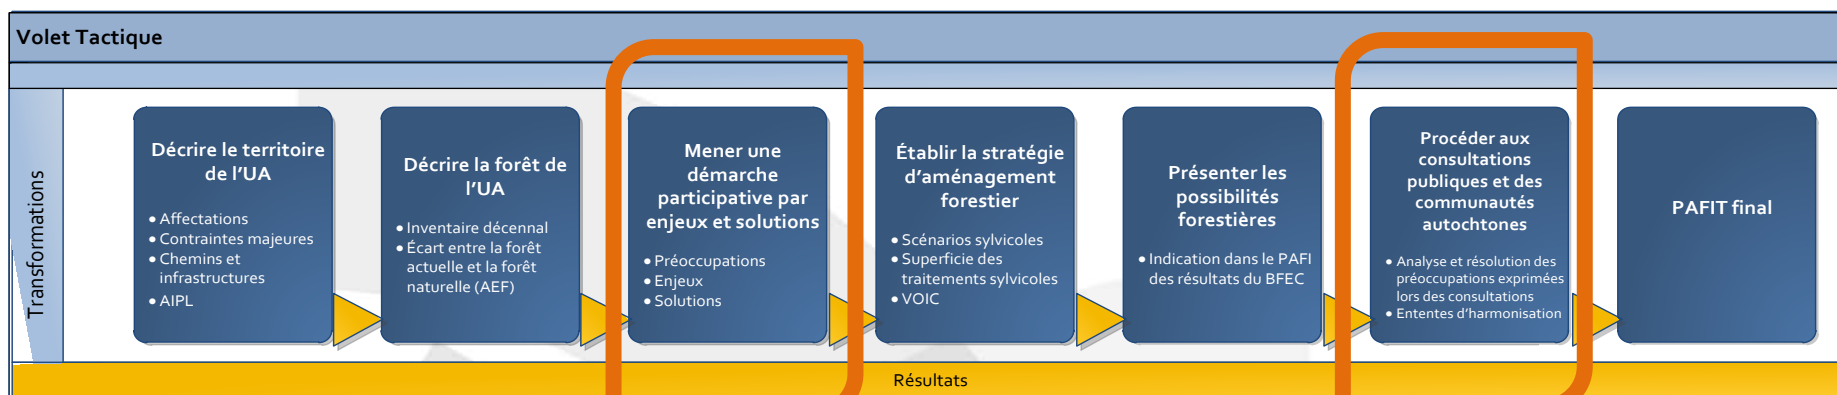 Volet Tactique
Transformations
Décrire le territoire
de l'UA
• Affectations
• Contraintes majeures
• Chemins et
infrastructures
• AIPL
Décrire la forêt de
l'UA
• Inventaire décennal
• Écart entre la forêt
actuelle et la forêt
naturelle (AEF)
Mener une
démarche
participative par
enjeux et solutions
• Préoccupations
• Enjeux
• Solutions
Établir la stratégie
d'aménagement
forestier
• Scénarios sylvicoles
• Superficie des
traitements sylvicoles
• VOIC
Présenter les
possibilités
forestières
• Indication dans le PAFI
des résultats du BFEC
Procéder aux
consultations
publiques et des
communautés
autochtones
• Analyse et résolution des
préoccupations exprimées
lors des consultations
• Ententes d'harmonisation
PAFIT final
Résultats